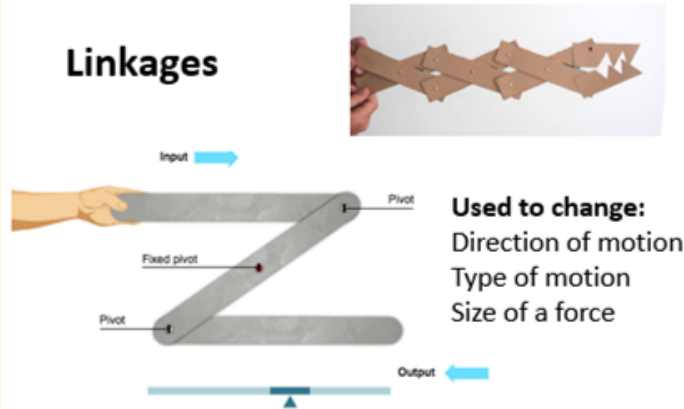 Linkages
Input
Pivot
Fixed pivot
Pivot
Used to change:
Direction of motion
Type of motion
Size of a force
Output